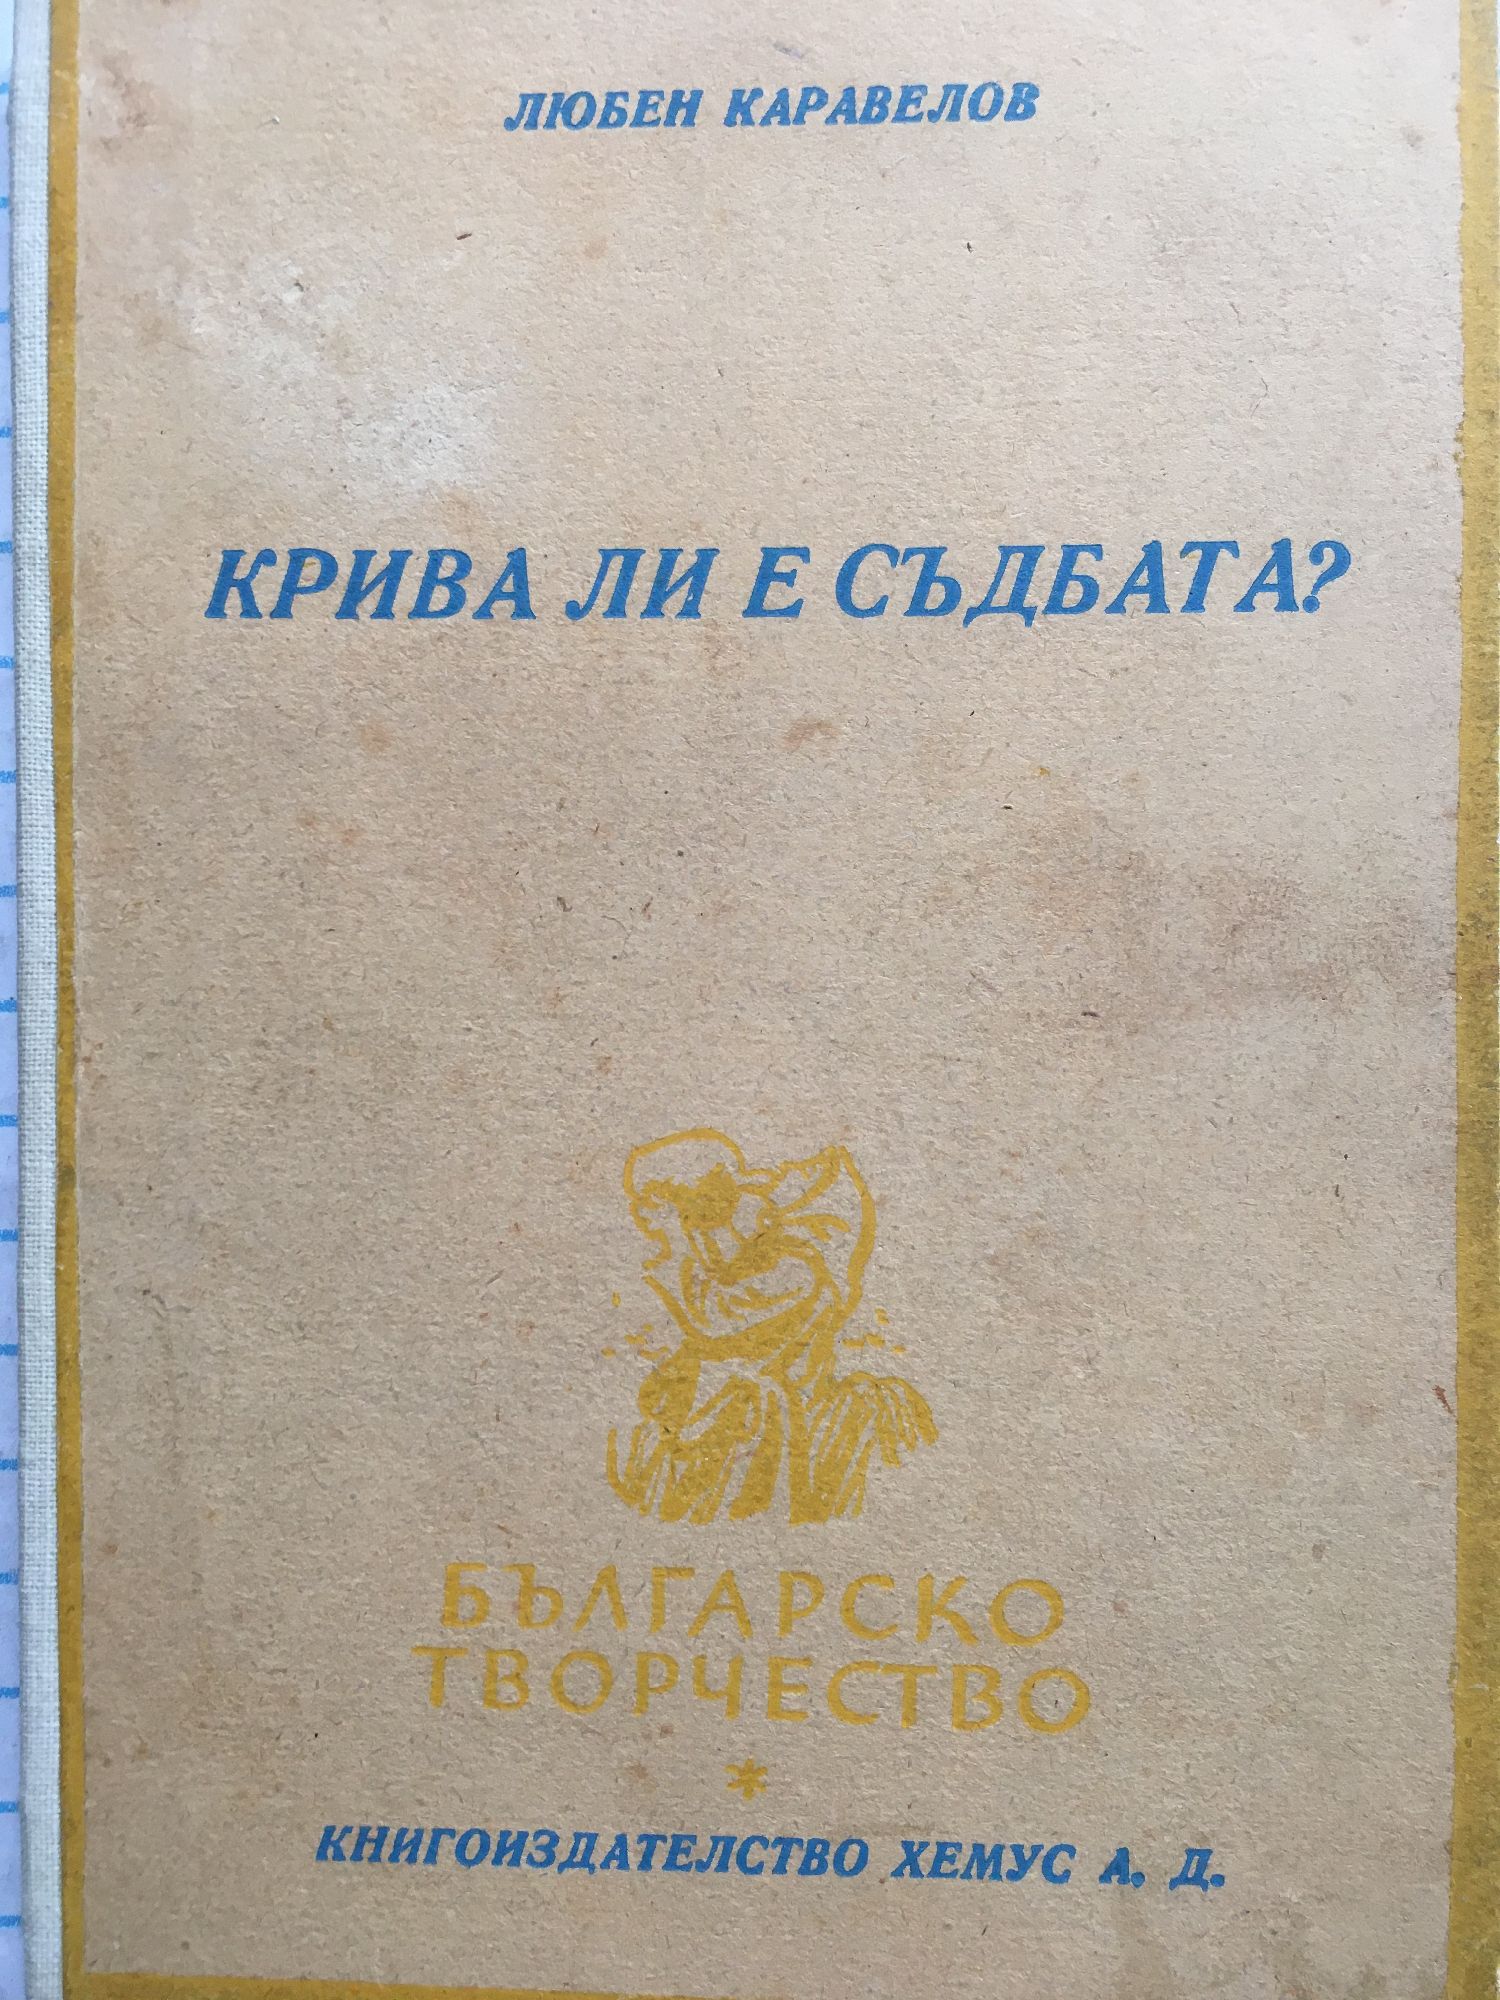 ЛЮБЕН КАРАВЕЛОВ
КРИВА ЛИ Е СЪДБАТА?
БЪЛГАРСКО
ТВОРЧЕСТВО
*
КНИГОИЗДАТЕЛСТВО ХЕМУС А. Д.